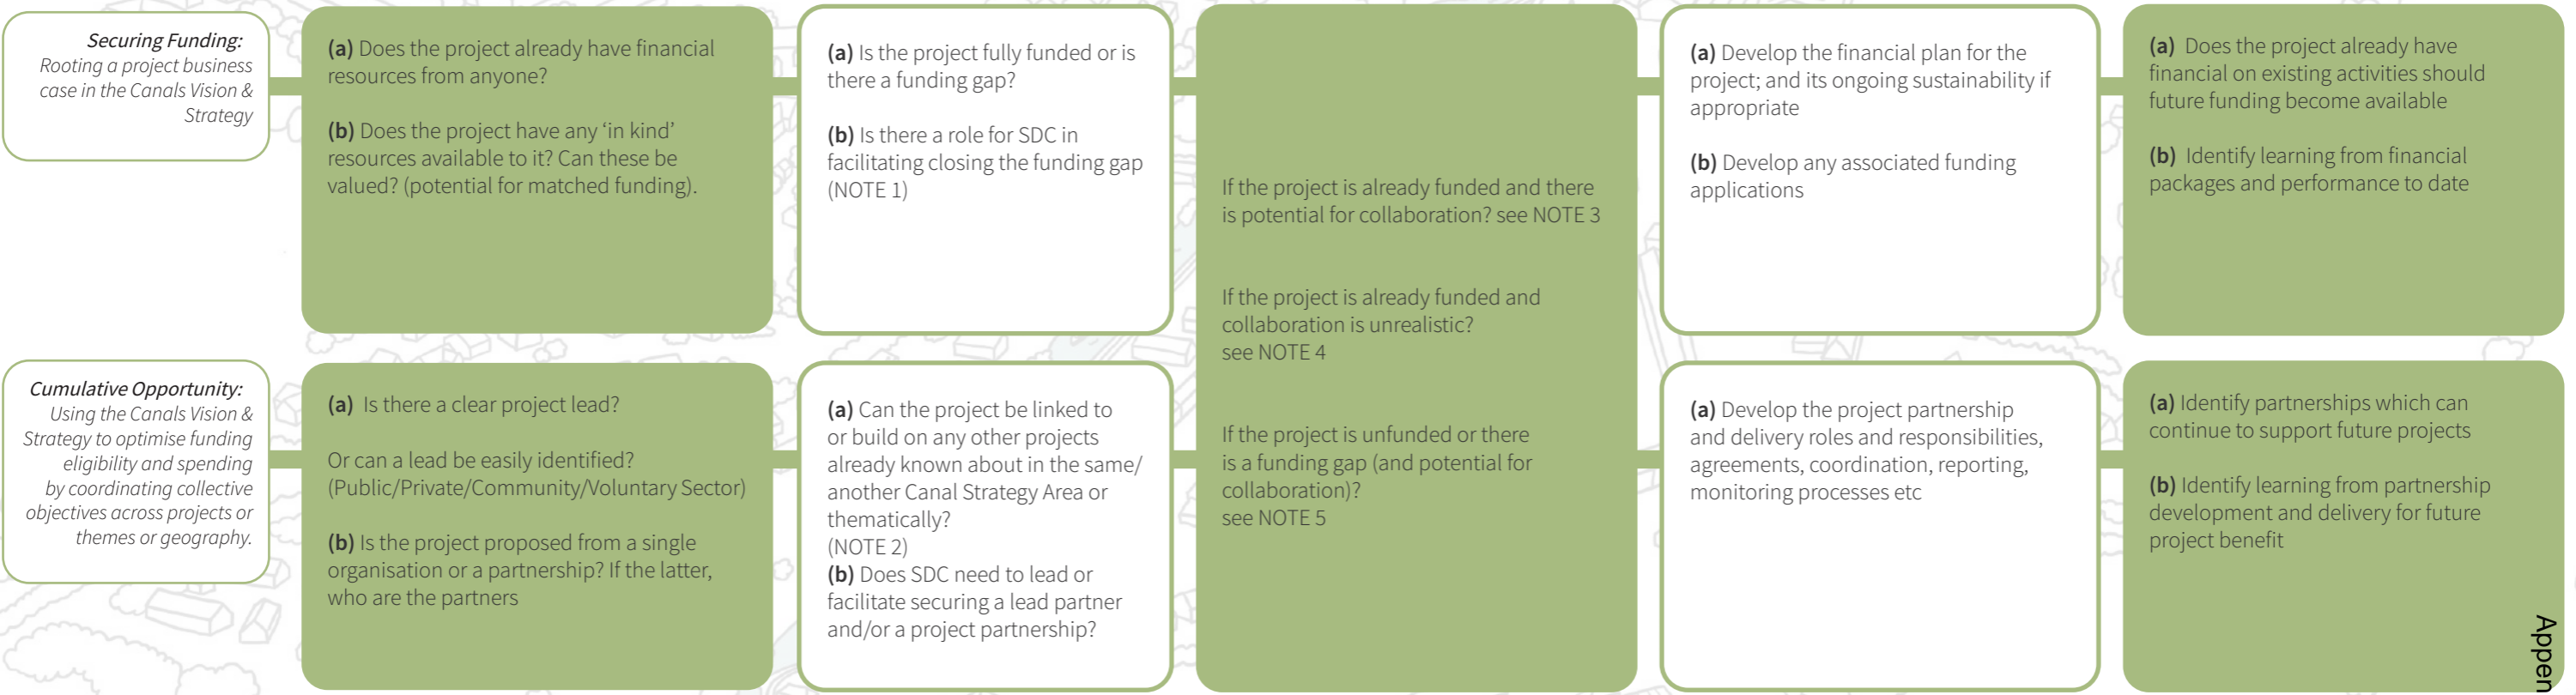 Securing Funding:
Rooting a project business
case in the Canals Vision &
Strategy
(a) Does the project already have financial
resources from anyone?
(b) Does the project have any ‘in kind’
resources available to it? Can these be
valued? (potential for matched funding).
(a) Is the project fully funded or is
there a funding gap?
(b) Is there a role for SDC in
facilitating closing the funding gap
(NOTE 1)
If the project is already funded and there
is potential for collaboration? see NOTE 3
If the project is already funded and
collaboration is unrealistic?
see NOTE 4
If the project is unfunded or there
is a funding gap (and potential for
collaboration)?
see NOTE 5
(a) Develop the financial plan for the
project; and its ongoing sustainability if
appropriate
(b) Develop any associated funding
applications
(a) Does the project already have
financial on existing activities should
future funding become available
(b) Identify learning from financial
packages and performance to date
Cumulative Opportunity:
Using the Canals Vision &
Strategy to optimise funding
eligibility and spending
by coordinating collective
objectives across projects or
themes or geography.
(a) Is there a clear project lead?
Or can a lead be easily identified?
(Public/Private/Community/Voluntary Sector)
(b) Is the project proposed from a single
organisation or a partnership? If the latter,
who are the partners
(a) Can the project be linked to
or build on any other projects
already known about in the same/
another Canal Strategy Area or
thematically?
(NOTE 2)
(b) Does SDC need to lead or
facilitate securing a lead partner
and/or a project partnership?
(a) Develop the project partnership
and delivery roles and responsibilities,
agreements, coordination, reporting,
monitoring processes etc
(a) Identify partnerships which can
continue to support future projects
(b) Identify learning from partnership
development and delivery for future
project benefit
Appen